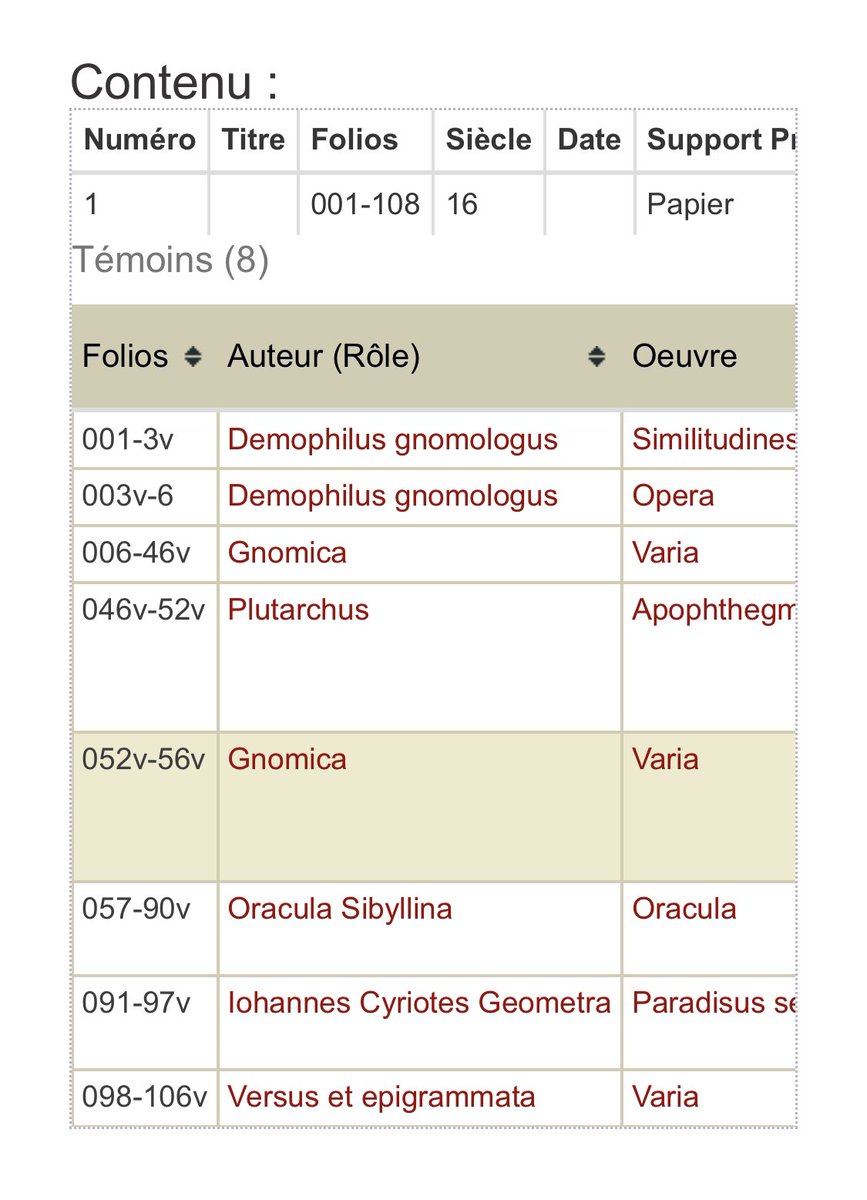 Contenu :
Numéro Titre Folios Siècle Date Support
1 001-108 16 Papier
Témoins (8)
Folios Auteur (Rôle) Oeuvre
001-3v Demophilus gnomologus Similitudines
003v-6 Demophilus gnomologus Opera
006-46v Gnomica Varia
046v-52v Plutarchus Apophthegm
052v-56v Gnomica Varia
057-90v Oracula Sibyllina Oracula
091-97v Iohannes Cyriotes Geometra Paradisus
098-106v Versus et epigrammata Varia